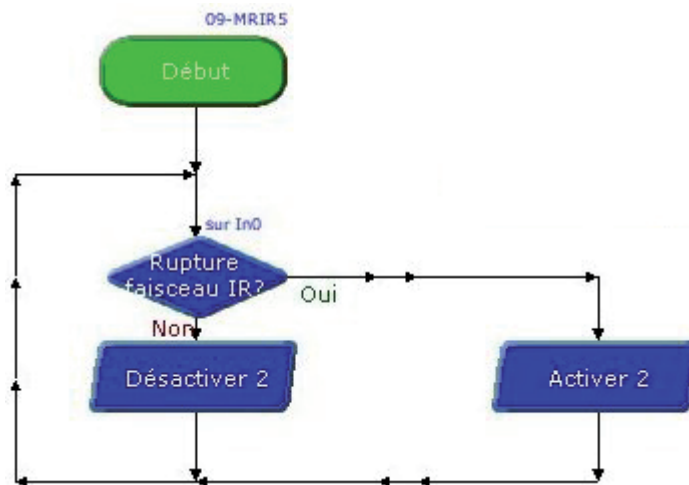 09-MRIR5
Début
sur In0
Rupture
faisceau IR?
Oui
Non
Désactiver 2
Activer 2